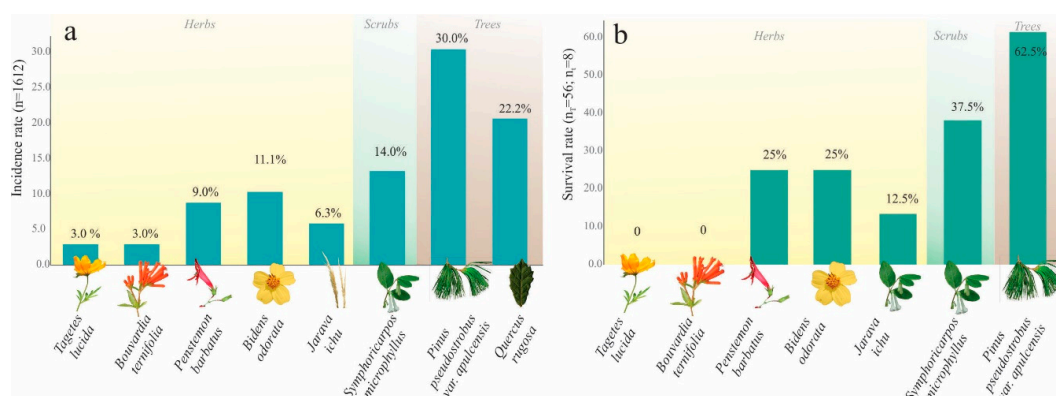 a
Herbs
Scrubs
Trees
Incidence rate (n=1612)
30.0
25.0
20.0
15.0
10.0
5.0
0.0
3.0 %
3.0%
9.0%
11.1%
6.3%
14.0%
30.0%
22.2%
Tagetes
lucida
Bouvardia
ternifolia
Penstemon
barbatus
Bidens
odorata
Jarava
ichu
Symphoricarpos
microphyllus
Pinus
pseudostrobus
var. apulcensis
Quercus
rugosa
b
Herbs
Scrubs
Trees
Survival rate (nT=56; nt=8)
60.0
50.0
40.0
30.0
20.0
10.0
0.0
0
0
25%
25%
12.5%
37.5%
62.5%
Tagetes
lucida
Bouvardia
ternifolia
Penstemon
barbatus
Bidens
odorata
Jarava
ichu
Symphoricarpos
microphyllus
Pinus
pseudostrobus
var. apulcensis